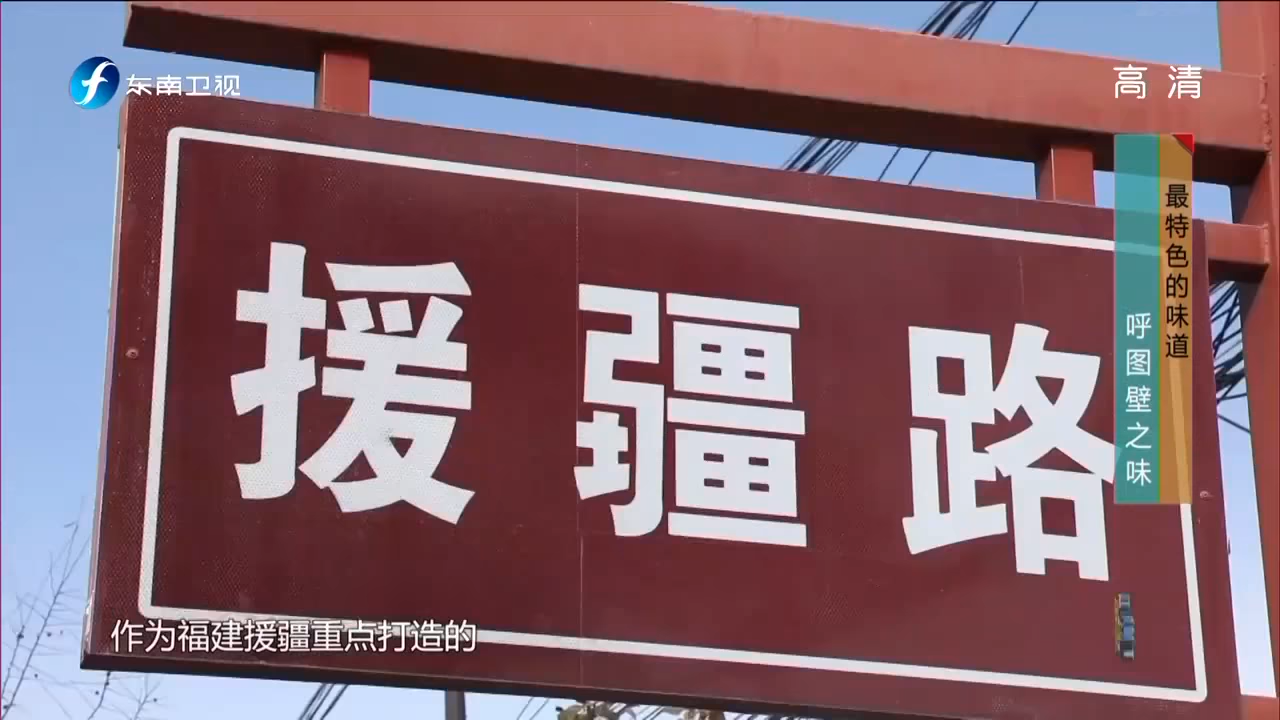 东南卫视
高清
最特色的味道
呼图壁之味
援疆路
作为福建援疆重点打造的